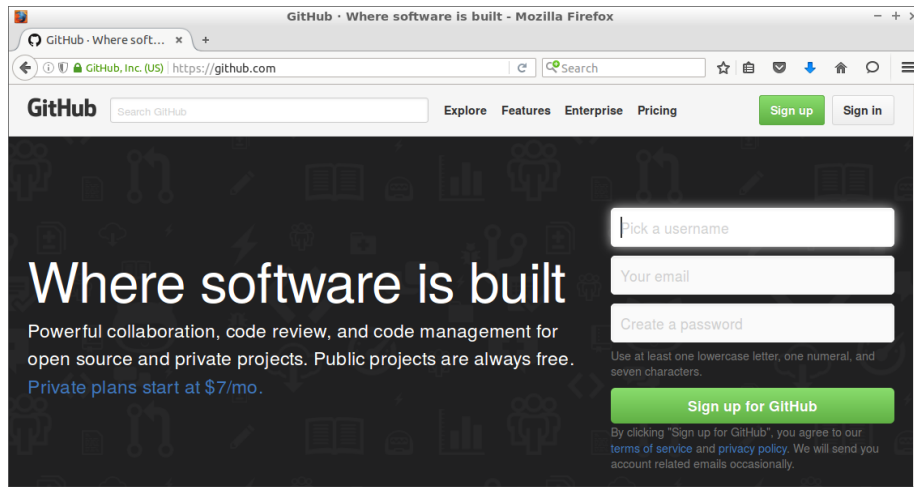 GitHub · Where software is built - Mozilla Firefox
GitHub · Where soft...
GitHub, Inc. (US) https://github.com Search
GitHub Search GitHub Explore Features Enterprise Pricing Sign up Sign in
Pick a username
Your email
Where software is built
Create a password
Powerful collaboration, code review, and code management for
open source and private projects. Public projects are always free.
Private plans start at $7/mo.
Use at least one lowercase letter, one numeral, and
seven characters.
Sign up for GitHub
By clicking "Sign up for GitHub", you agree to our
terms of service and privacy policy. We will send you
account related emails occasionally.